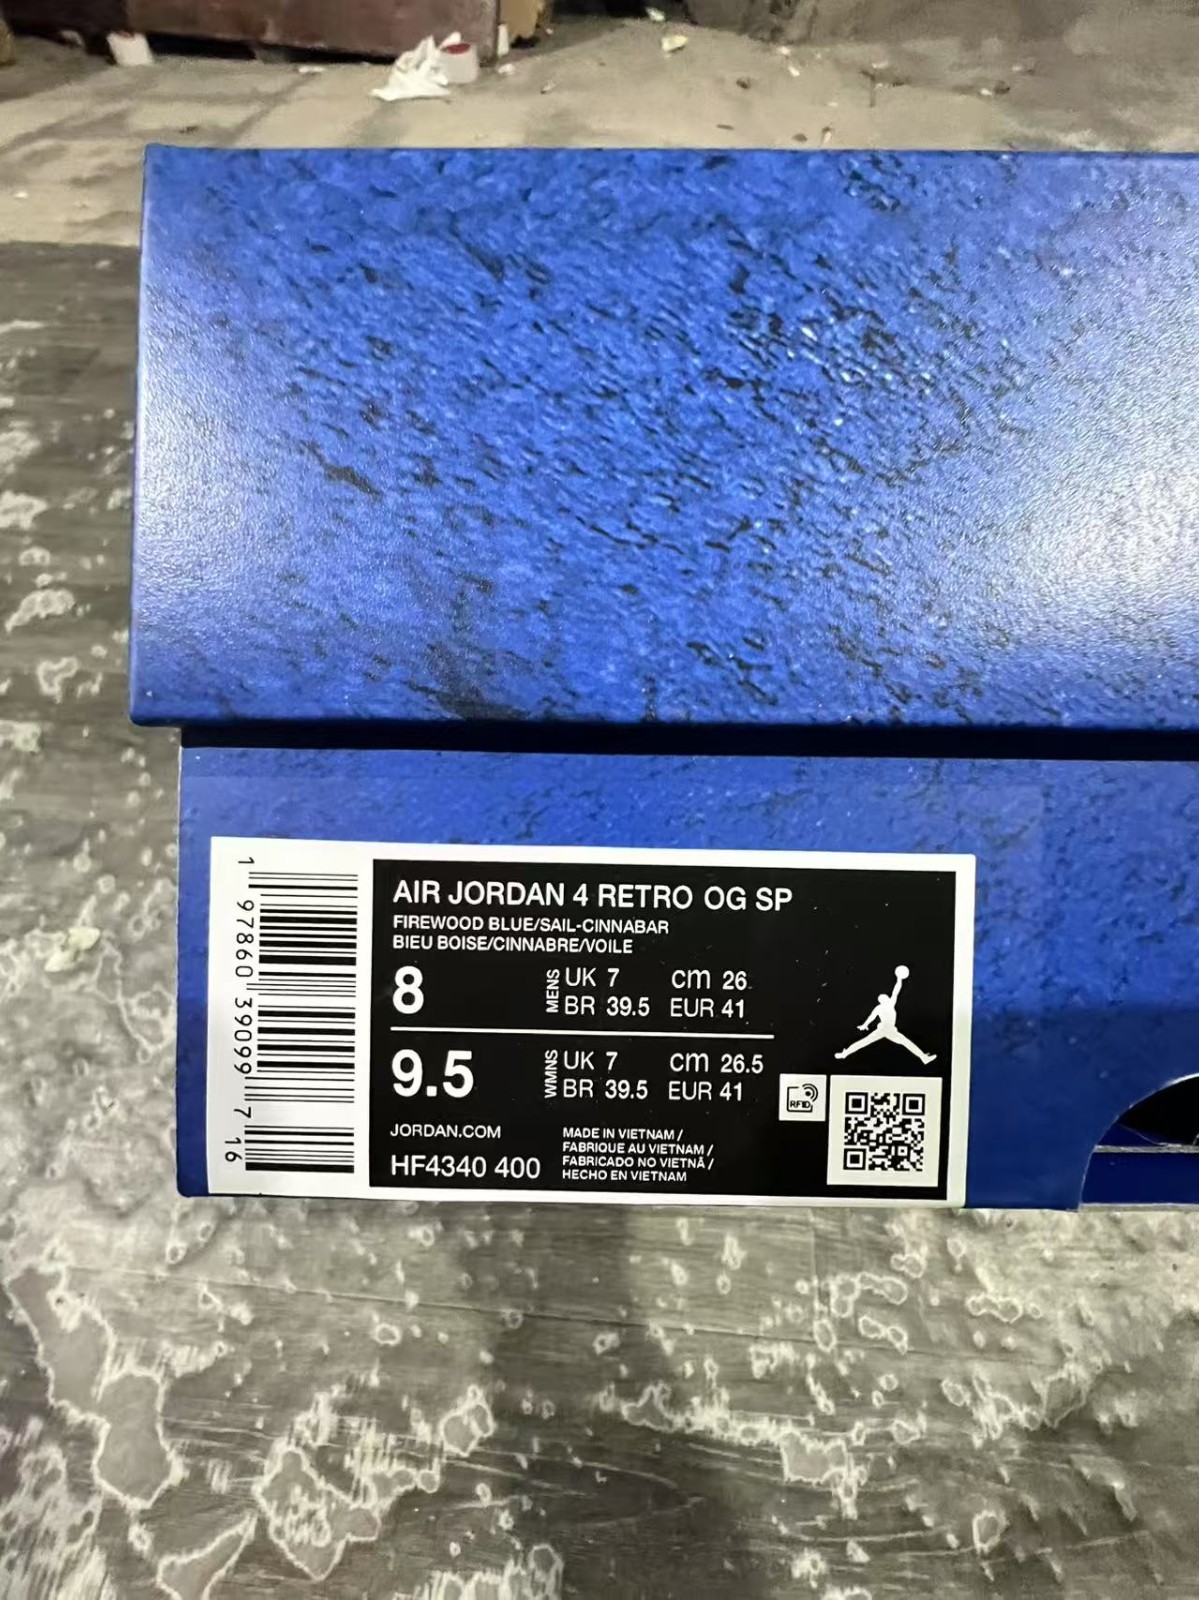 1 97860 39099 7 16
AIR JORDAN 4 RETRO OG SP
FIREWOOD BLUE/SAIL-CINNABAR
BIEU BOISE/CINNABRE/VOILE
8 MENS UK 7 cm 26
BR 39.5 EUR 41
9.5 WMNS UK 7 cm 26.5
BR 39.5 EUR 41
RFID
JORDAN.COM
HF4340 400
MADE IN VIETNAM /
FABRIQUE AU VIETNAM /
FABRICADO NO VIETNÃ /
HECHO EN VIETNAM